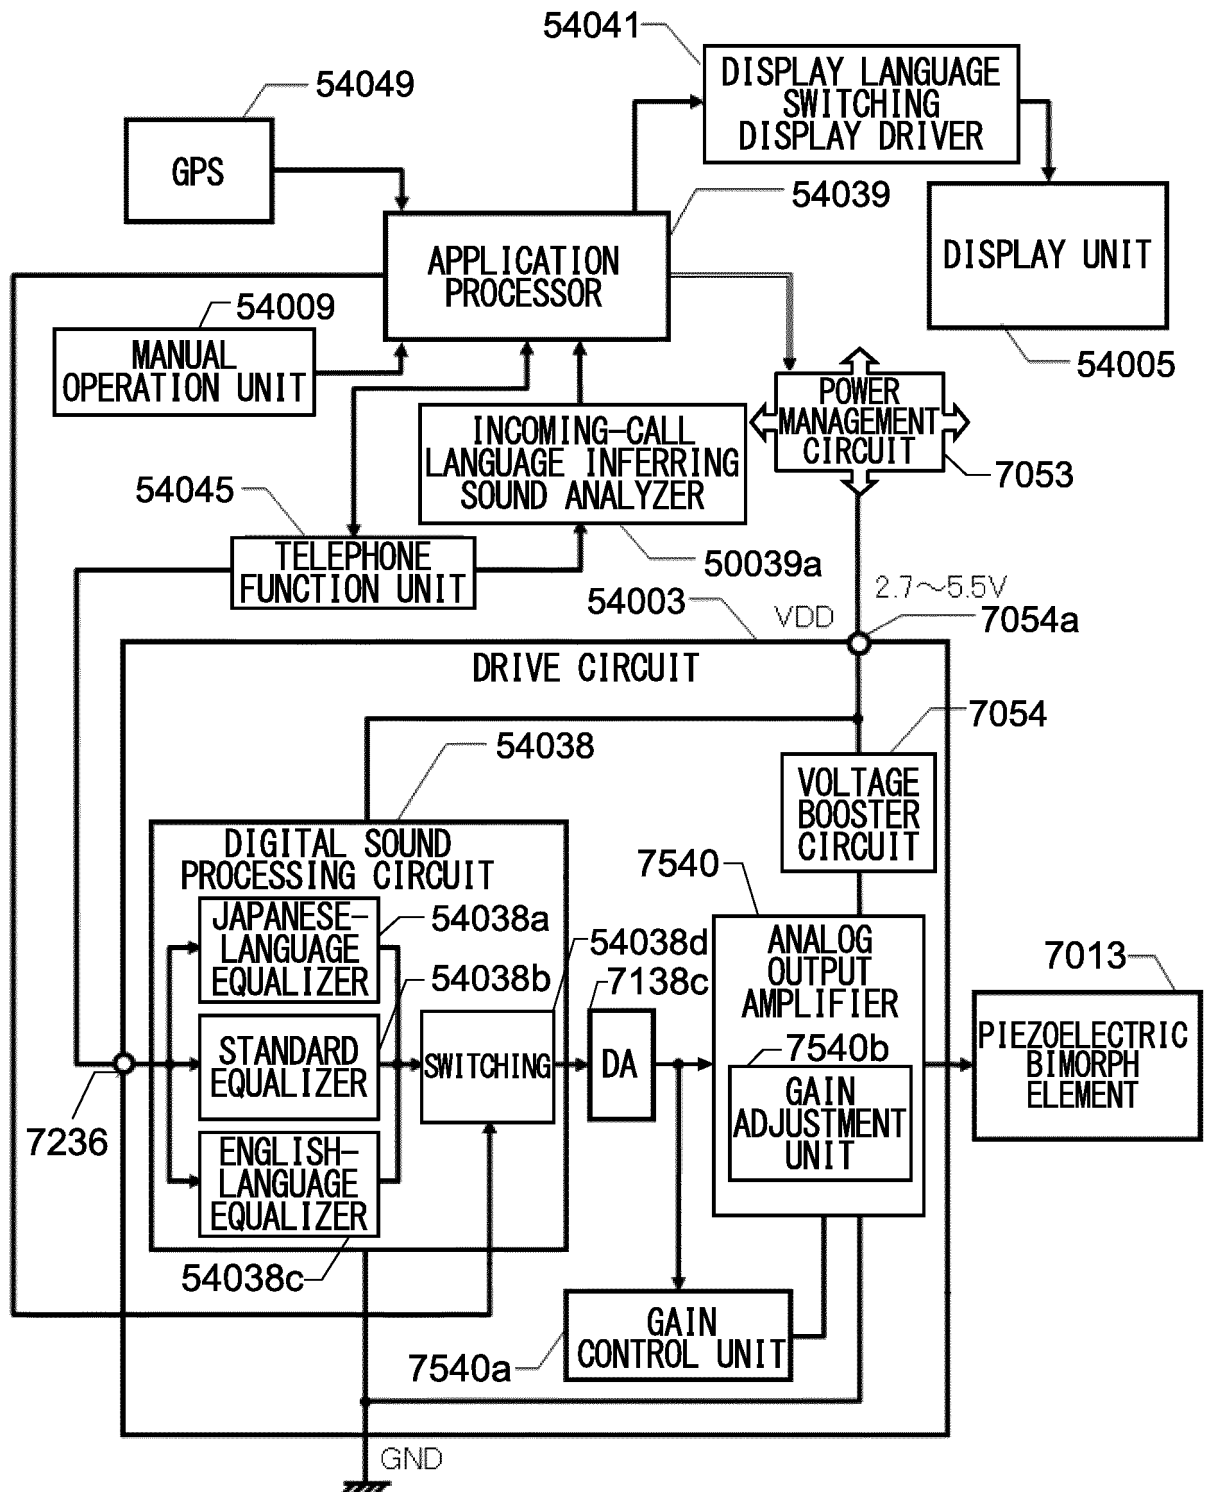 54041
DISPLAY LANGUAGE
SWITCHING
DISPLAY DRIVER
54049
GPS
54039
DISPLAY UNIT
54005
APPLICATION
PROCESSOR
54009
MANUAL
OPERATION UNIT
POWER
MANAGEMENT
CIRCUIT
7053
INCOMING-CALL
LANGUAGE INFERRING
SOUND ANALYZER
50039a
54045
TELEPHONE
FUNCTION UNIT
54003
VDD
2.7~5.5V
7054a
DRIVE CIRCUIT
7054
VOLTAGE
BOOSTER
CIRCUIT
54038
DIGITAL SOUND
PROCESSING CIRCUIT
JAPANESE-
LANGUAGE
EQUALIZER
54038a
STANDARD
EQUALIZER
54038b
ENGLISH-
LANGUAGE
EQUALIZER
54038c
SWITCHING
54038d
7138c
DA
7540
ANALOG
OUTPUT
AMPLIFIER
7540b
GAIN
ADJUSTMENT
UNIT
7013
PIEZOELECTRIC
BIMORPH
ELEMENT
7236
7540a
GAIN
CONTROL UNIT
GND